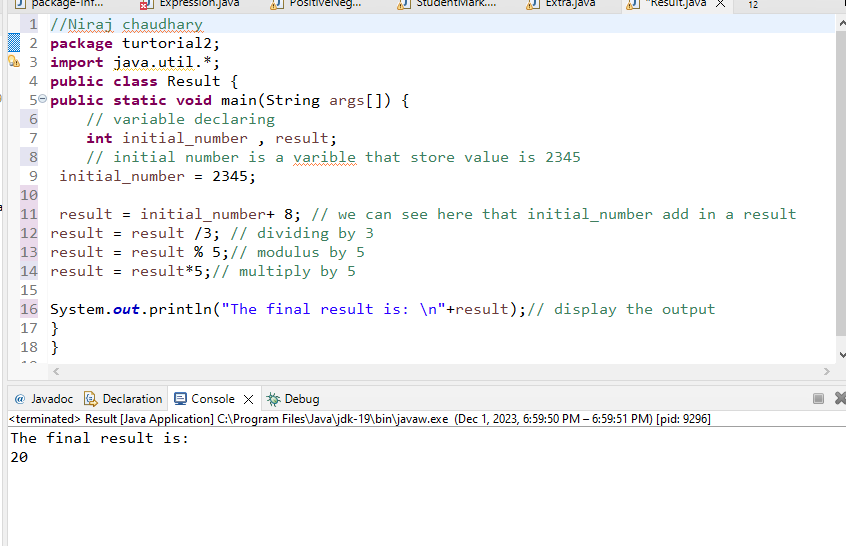 package-inf... Expression.java PositiveNeg... StudentMark.... Extra.java *Result.java 12
1 //Niraj chaudhary
2 package turtorial2;
3 import java.util.*;
4 public class Result {
5 public static void main(String args[]) {
6 // variable declaring
7 int initial_number , result;
8 // initial number is a varible that store value is 2345
9 initial_number = 2345;
10
11 result = initial_number+ 8; // we can see here that initial_number add in a result
12 result = result /3; // dividing by 3
13 result = result % 5;// modulus by 5
14 result = result*5;// multiply by 5
15
16 System.out.println("The final result is: \n"+result);// display the output
17 }
18 }
@ Javadoc Declaration Console Debug
<terminated> Result [Java Application] C:\Program Files\Java\jdk-19\bin\javaw.exe (Dec 1, 2023, 6:59:50 PM – 6:59:51 PM) [pid: 9296]
The final result is:
20